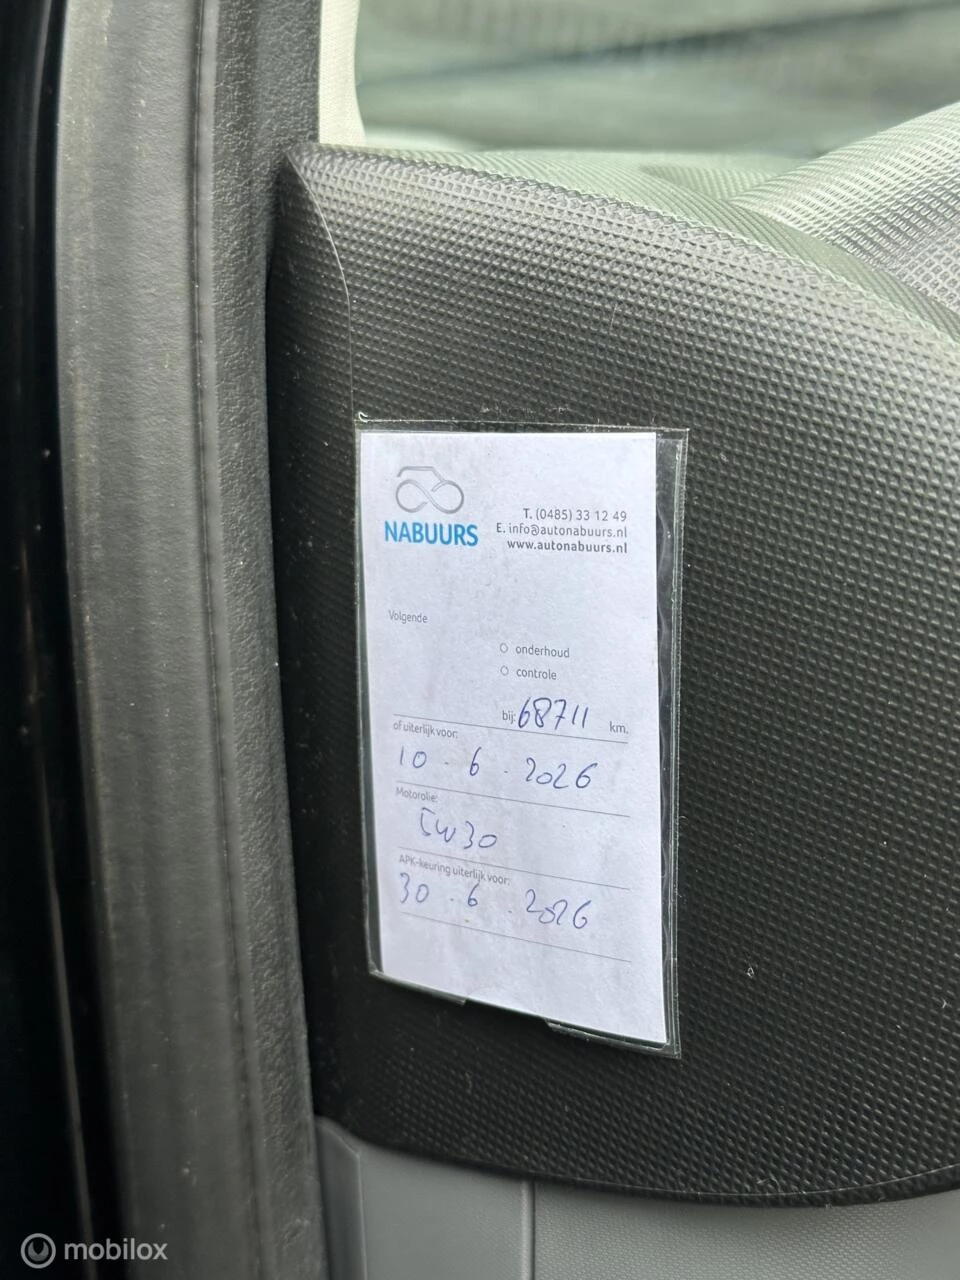 NABUURS
T. (0485) 33 12 49
E. info@autonabuurs.nl
www.autonabuurs.nl
Volgende
onderhoud
controle
bij: 68711 km.
of uiterlijk voor:
10 - 6 - 2026
Motorolie:
5W30
APK-keuring uiterlijk voor:
30 - 6 - 2026
mobilox